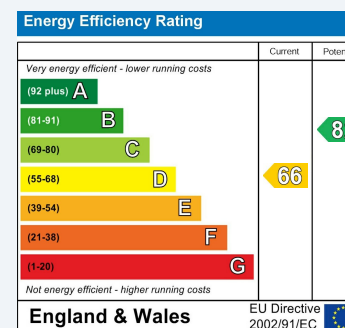 Energy Efficiency Rating
Current
Very energy efficient - lower running costs
(92 plus) A
(81-91) B
(69-80) C
(55-68) D
66
(39-54) E
(21-38) F
(1-20) G
Not energy efficient - higher running costs
England & Wales
EU Directive
2002/91/EC